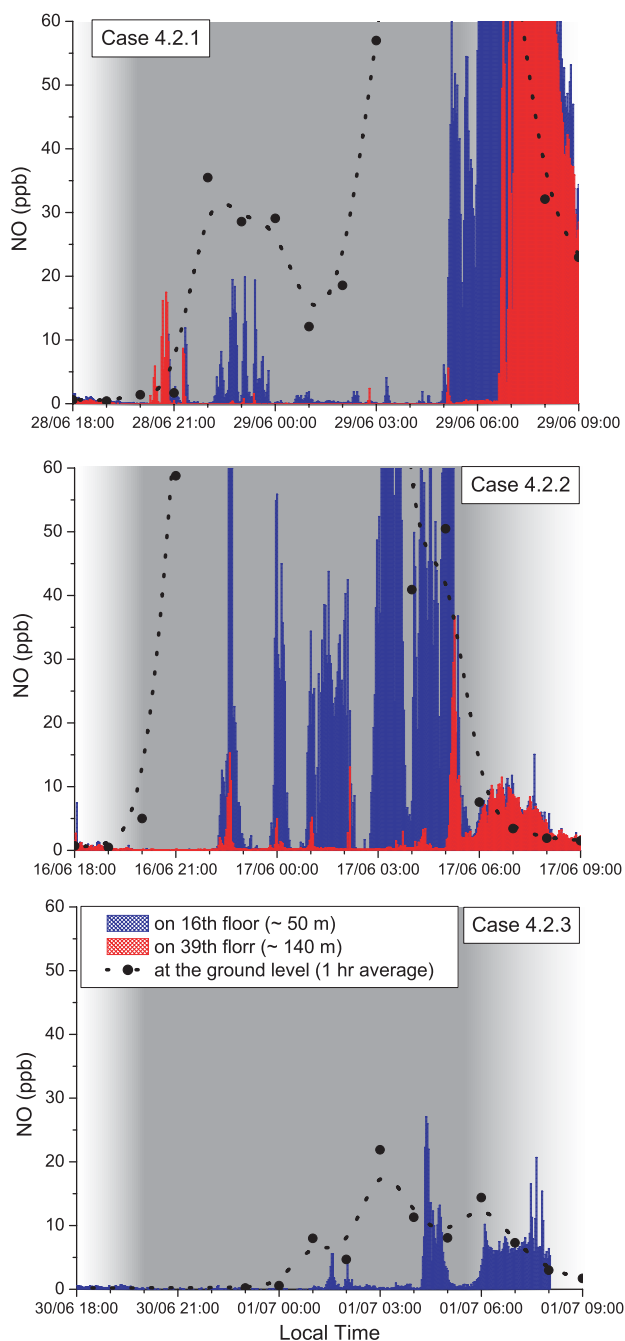 Case 4.2.1
NO (ppb)
60
50
40
30
20
10
0
28/06 18:00 28/06 21:00 29/06 00:00 29/06 03:00 29/06 06:00 29/06 09:00
Case 4.2.2
NO (ppb)
60
50
40
30
20
10
0
16/06 18:00 16/06 21:00 17/06 00:00 17/06 03:00 17/06 06:00 17/06 09:00
on 16th floor (~ 50 m)
on 39th florr (~ 140 m)
at the ground level (1 hr average)
Case 4.2.3
NO (ppb)
60
50
40
30
20
10
0
30/06 18:00 30/06 21:00 01/07 00:00 01/07 03:00 01/07 06:00 01/07 09:00
Local Time